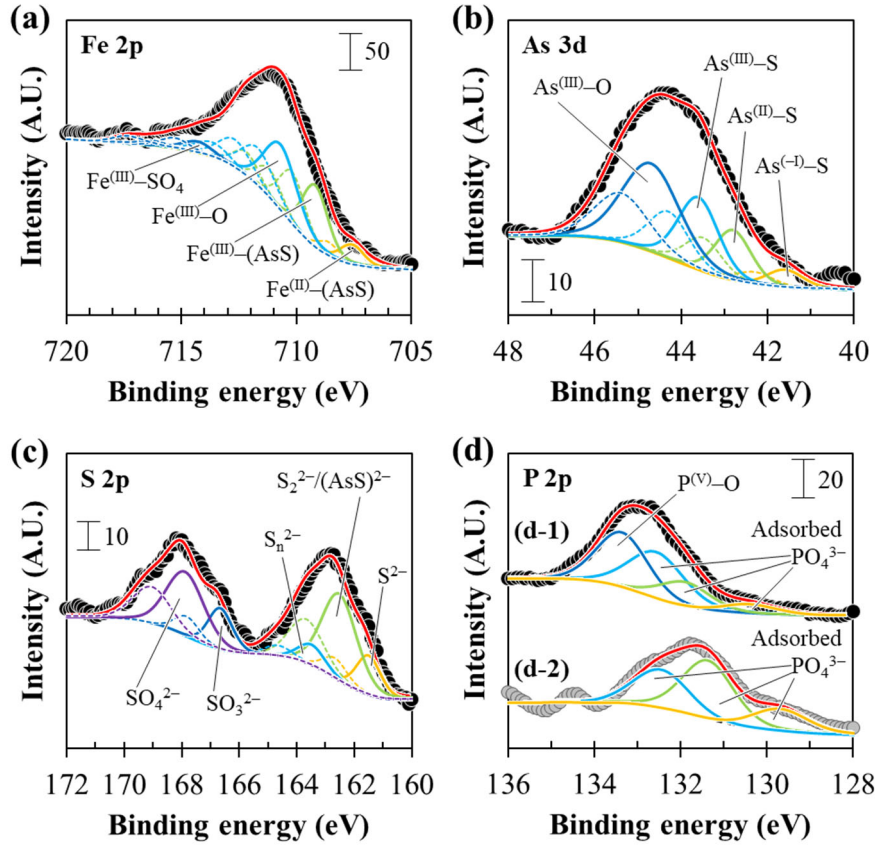 (a)
Fe 2p
50
Fe⁽ᴵᴵᴵ⁾–SO₄
Fe⁽ᴵᴵᴵ⁾–O
Fe⁽ᴵᴵᴵ⁾–(AsS)
Fe⁽ᴵᴵ⁾–(AsS)
Intensity (A.U.)
720 715 710 705
Binding energy (eV)
(b)
As 3d
As⁽ᴵᴵᴵ⁾–S
As⁽ᴵᴵᴵ⁾–O
As⁽ᴵᴵ⁾–S
As⁽⁻ᴵ⁾–S
10
Intensity (A.U.)
48 46 44 42 40
Binding energy (eV)
(c)
S 2p
S₂²⁻/(AsS)²⁻
10
Sₙ²⁻
S²⁻
SO₄²⁻
SO₃²⁻
Intensity (A.U.)
172 170 168 166 164 162 160
Binding energy (eV)
(d)
P 2p
P⁽ⱽ⁾–O
20
(d-1)
Adsorbed
PO₄³⁻
(d-2)
Adsorbed
PO₄³⁻
Intensity (A.U.)
136 134 132 130 128
Binding energy (eV)